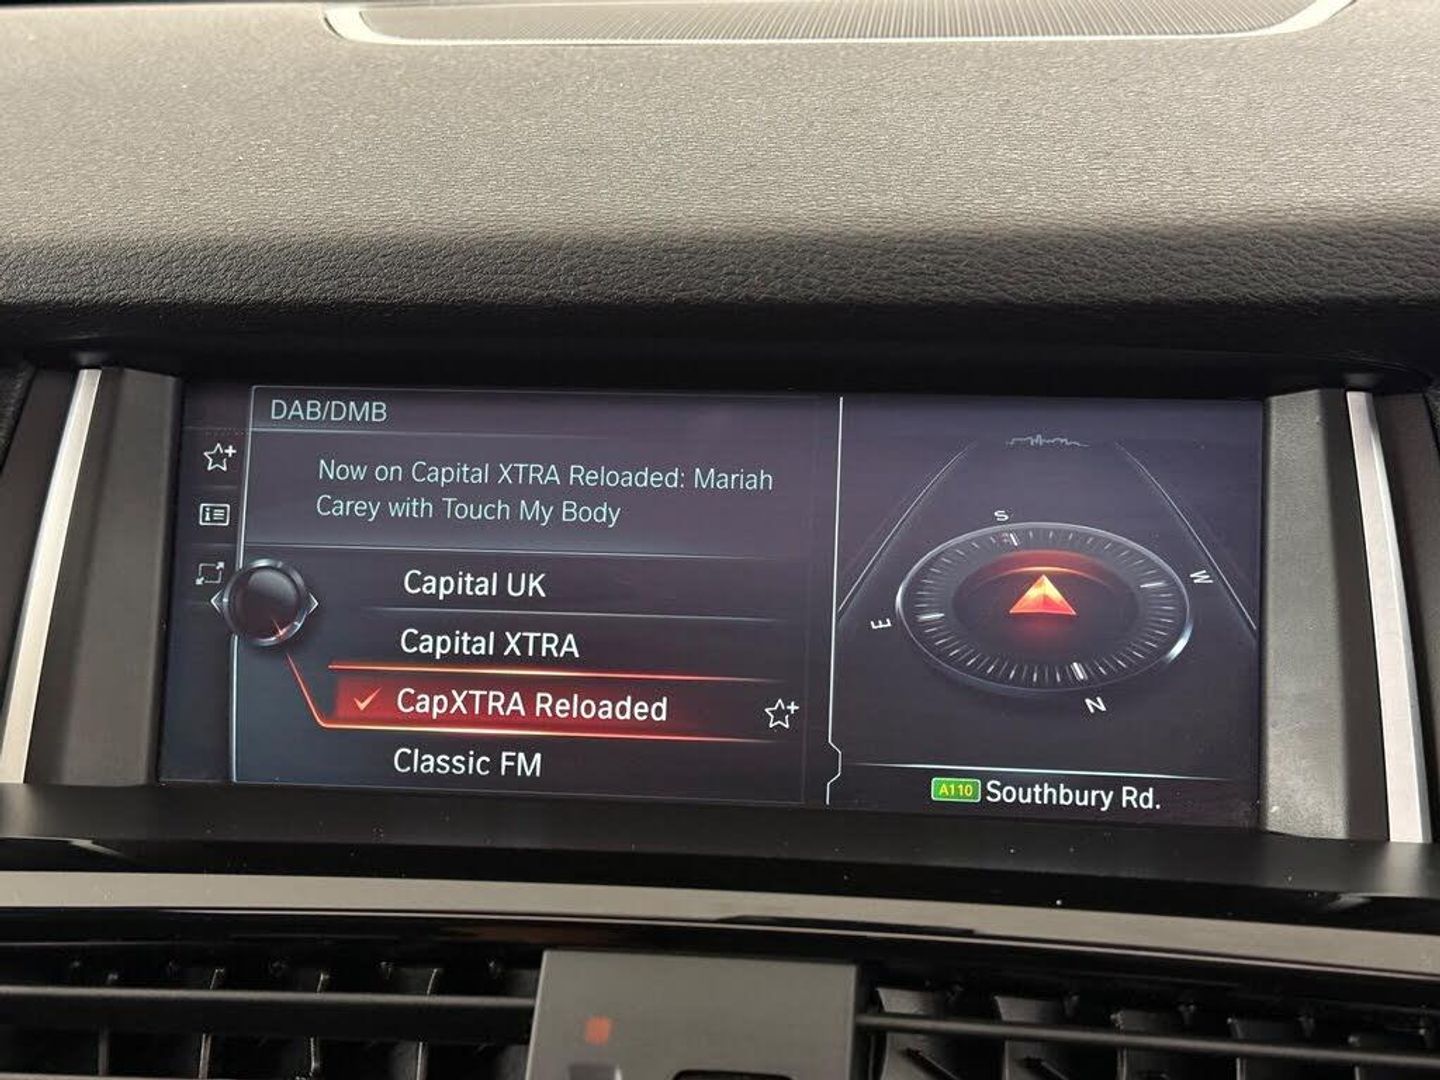 DAB/DMB
Now on Capital XTRA Reloaded: Mariah
Carey with Touch My Body
Capital UK
Capital XTRA
CapXTRA Reloaded
Classic FM
S
W
E
N
A110 Southbury Rd.